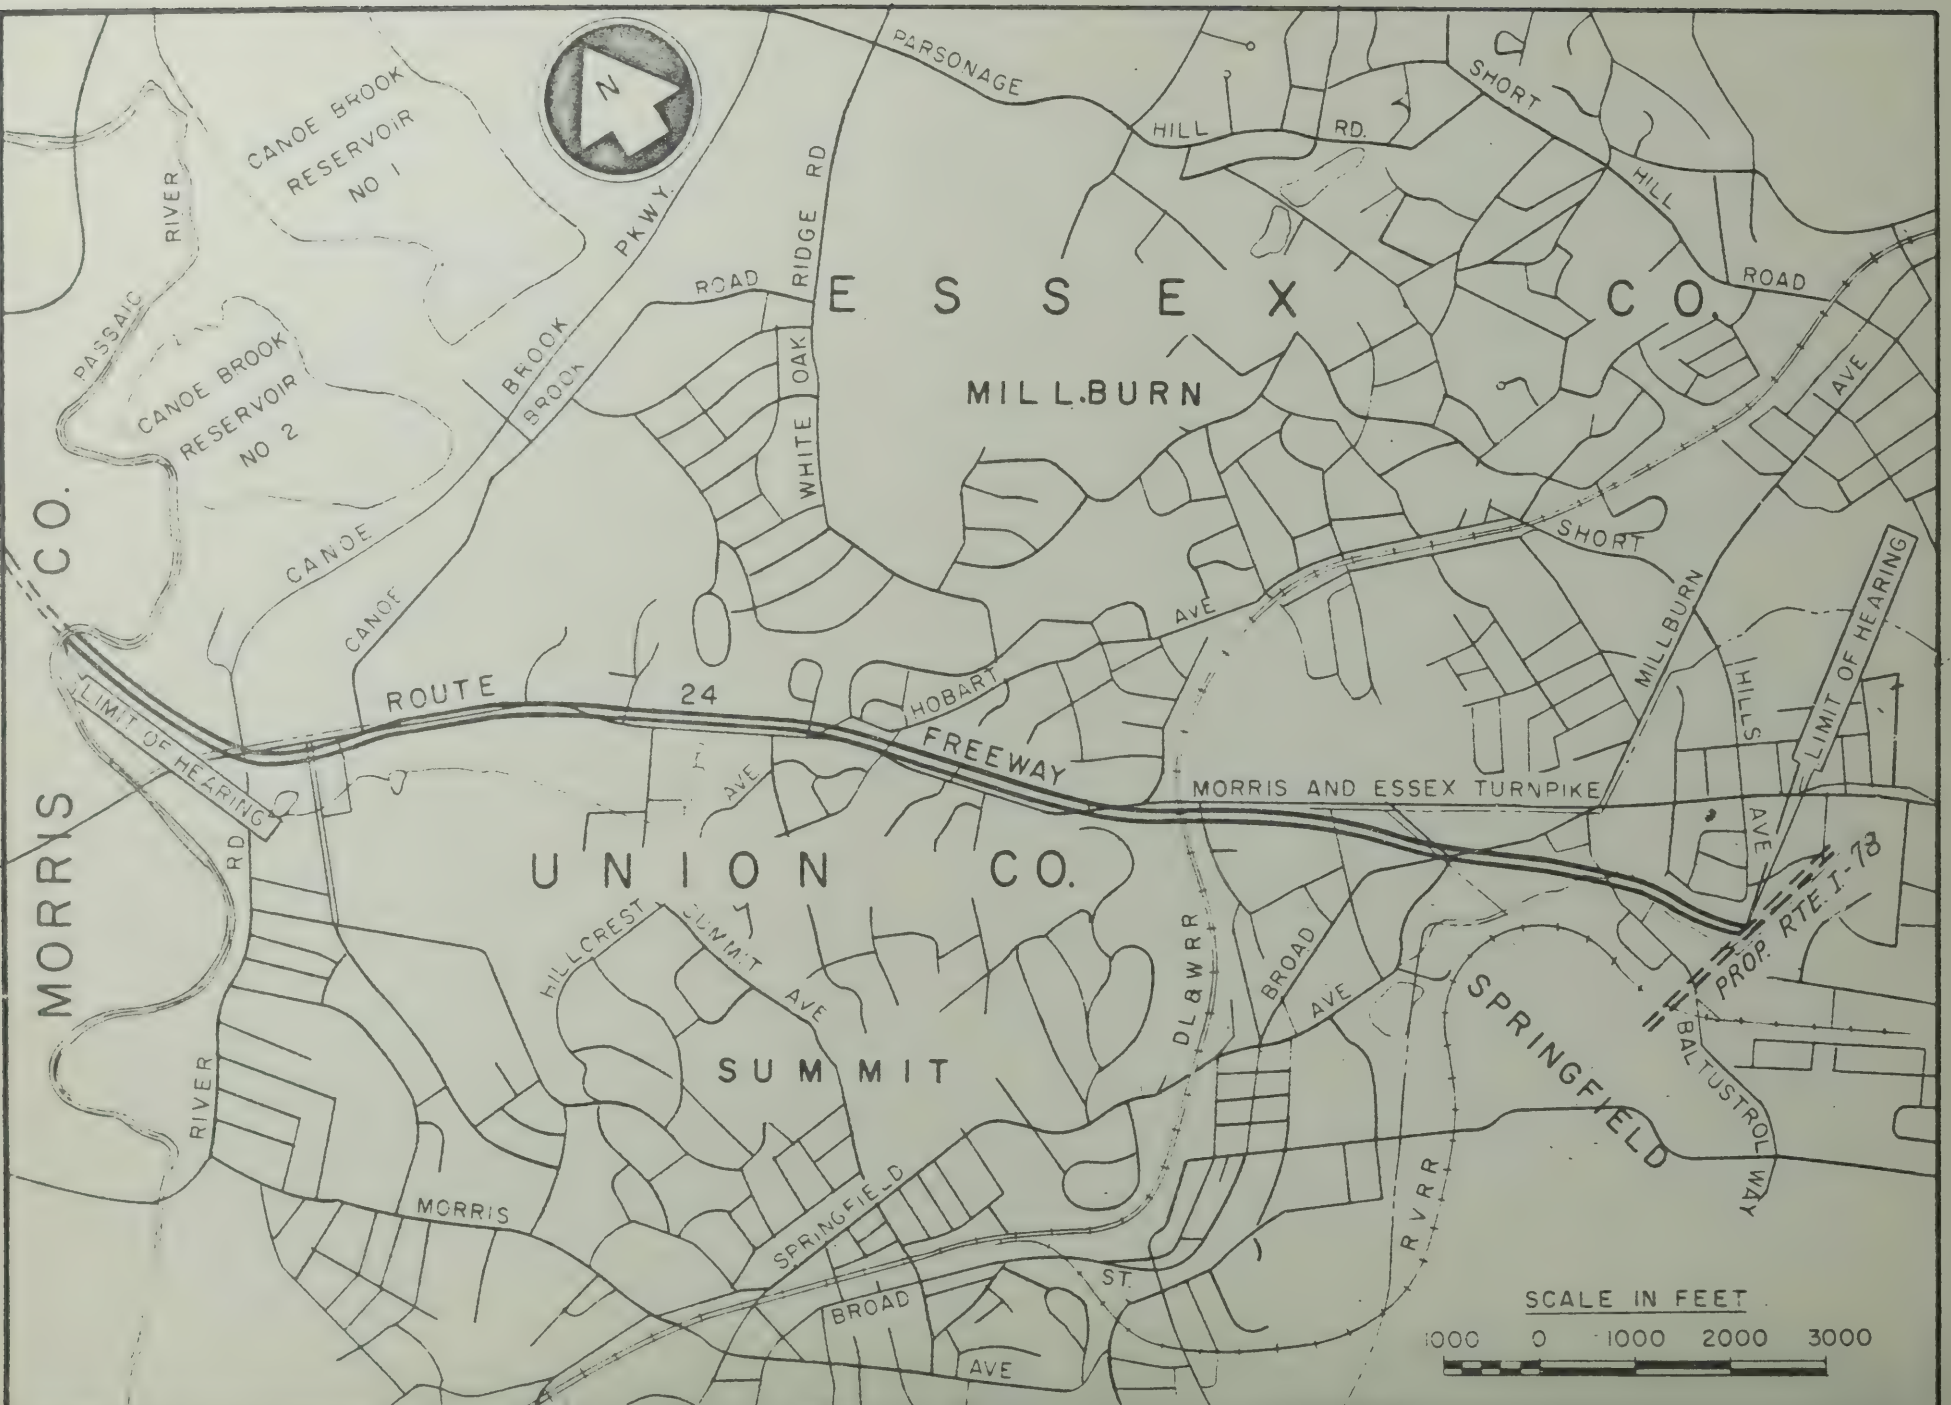 PARSONAGE
HILL
RD.
SHORT
HILL
ROAD
N
CANOE BROOK
RESERVOIR
NO 1
PASSAIC
RIVER
CANOE BROOK
RESERVOIR
NO 2
CANOE
BROOK
PKWY.
CANOE
BROOK
ROAD
WHITE OAK RIDGE RD
ESSEX CO.
MILLBURN
MILLBURN
AVE
SHORT
HILLS
AVE
LIMIT OF HEARING
MORRIS CO.
ROUTE 24
FREEWAY
HOBART
AVE
LIMIT OF HEARING
MORRIS AND ESSEX TURNPIKE
AVE
UNION CO.
HILLCREST
SUMMIT
AVE
SUMMIT
RIVER
RD
DL&WRR
BROAD
AVE
SPRINGFIELD
PROP. RTE. I-78
BALTUSTROL WAY
RVRR
MORRIS
SPRINGFIELD
BROAD
ST.
AVE
SCALE IN FEET
1000 0 1000 2000 3000